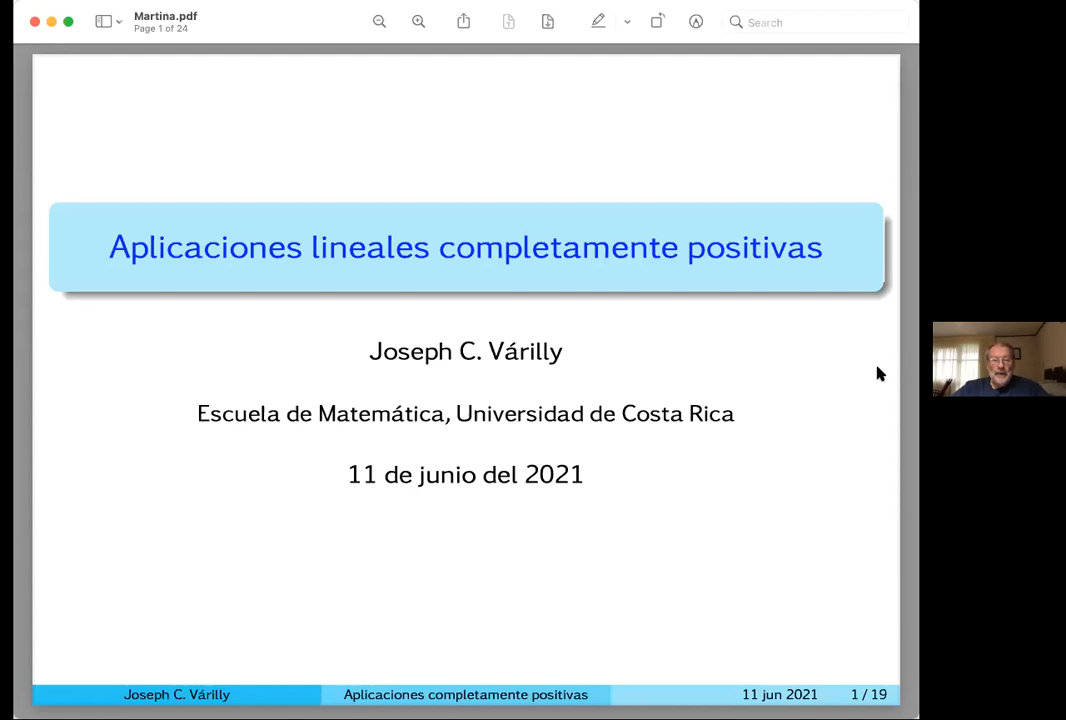 Martina.pdf
Page 1 of 24
Search
Aplicaciones lineales completamente positivas
Joseph C. Várilly
Escuela de Matemática, Universidad de Costa Rica
11 de junio del 2021
Joseph C. Várilly Aplicaciones completamente positivas 11 jun 2021 1 / 19